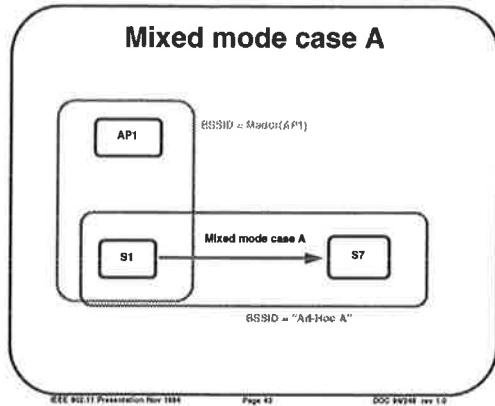 Mixed mode case A
AP1
BSSID = Maddr(AP1)
Mixed mode case A
S1
S7
BSSID = "Ad-Hoc A"
IEEE 802.11 Presentation Nov 1994
Page 43
DOC 94/248 rev 1.0